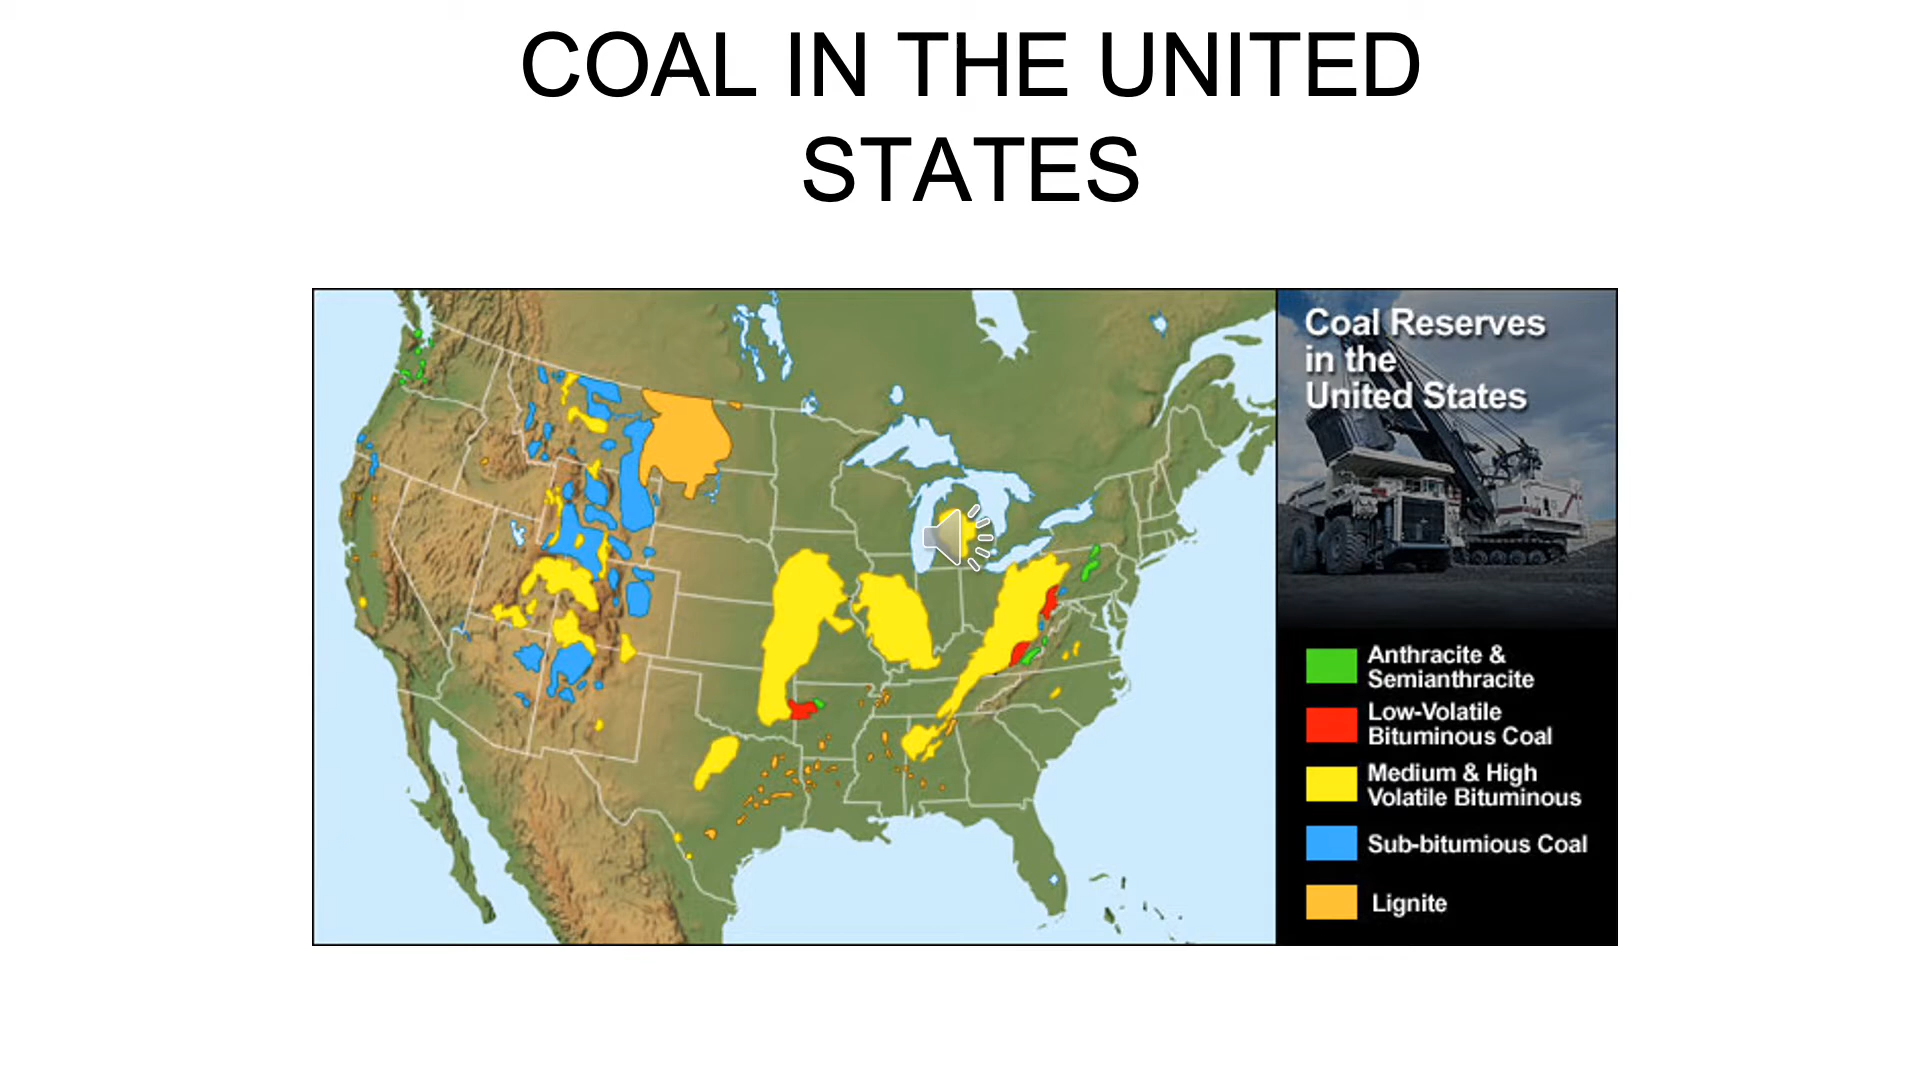 COAL IN THE UNITED
STATES
Coal Reserves
in the
United States
Anthracite &
Semianthracite
Low-Volatile
Bituminous Coal
Medium & High
Volatile Bituminous
Sub-bitumious Coal
Lignite